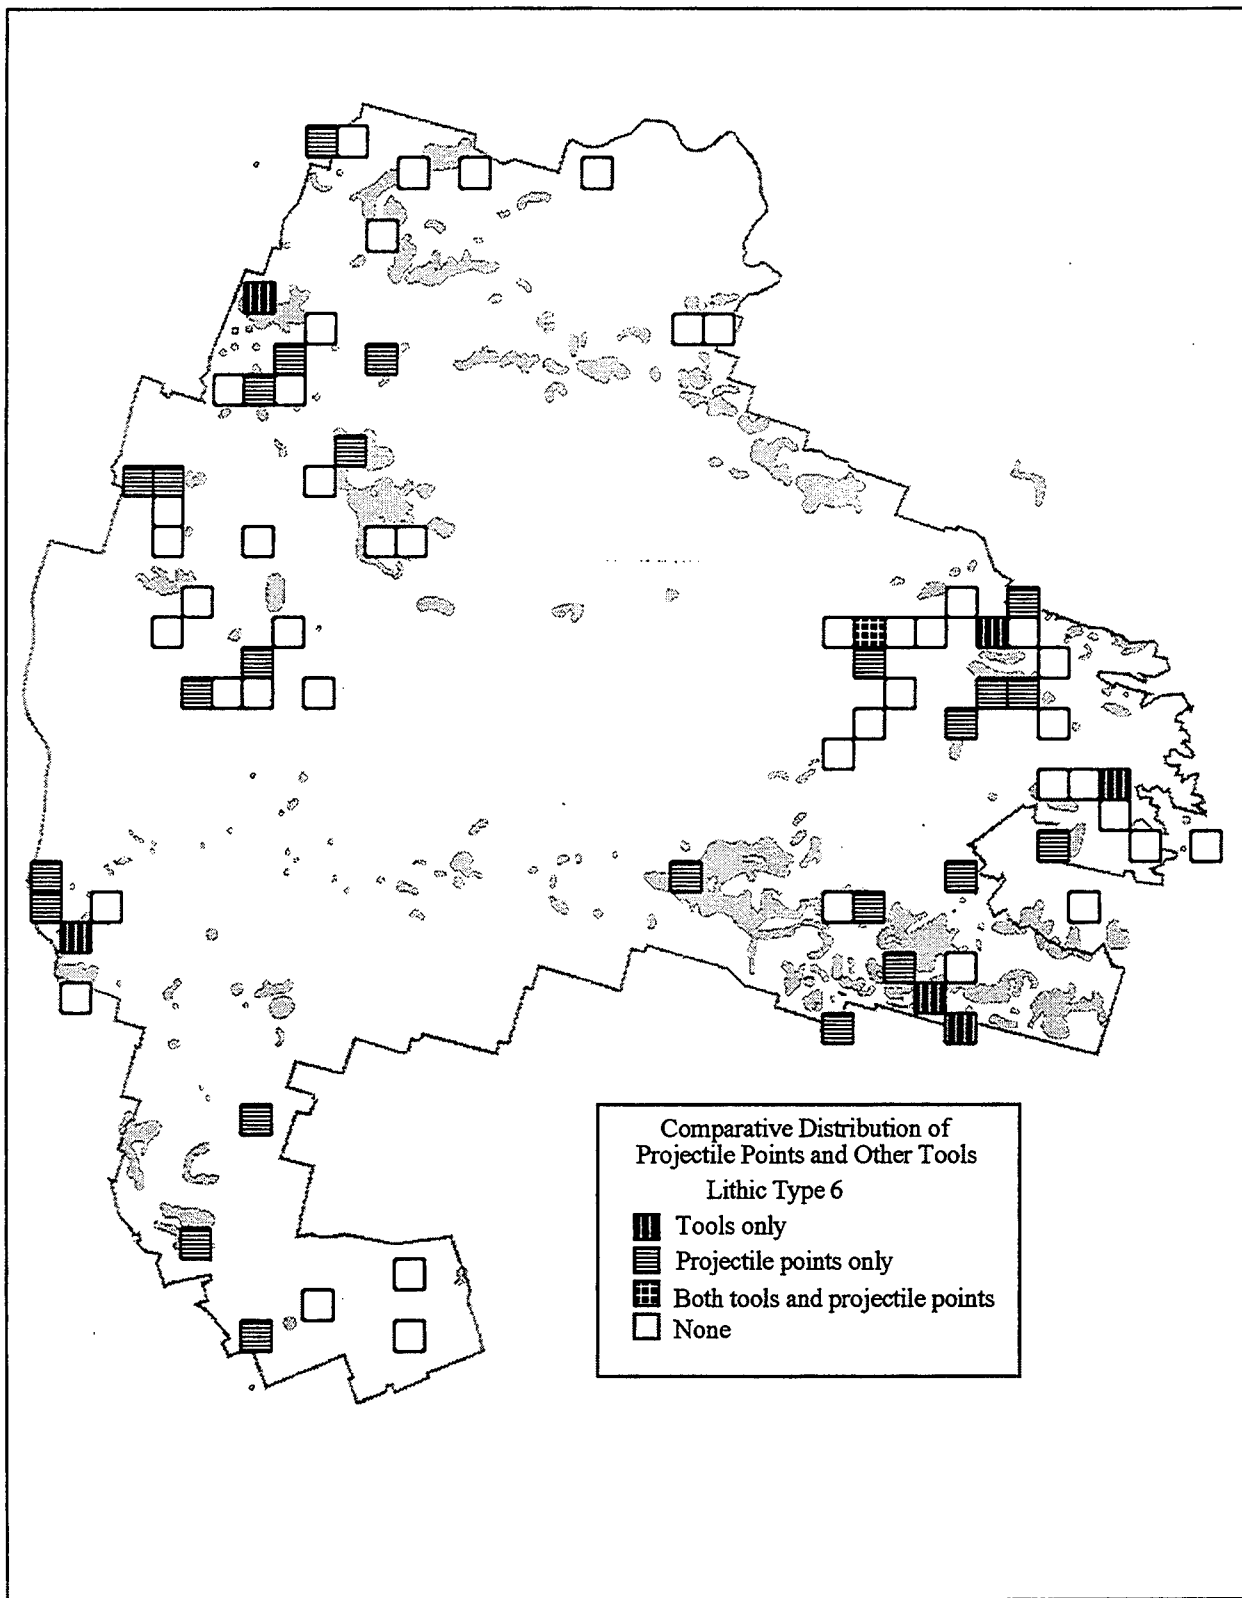 Comparative Distribution of
Projectile Points and Other Tools
Lithic Type 6
Tools only
Projectile points only
Both tools and projectile points
None